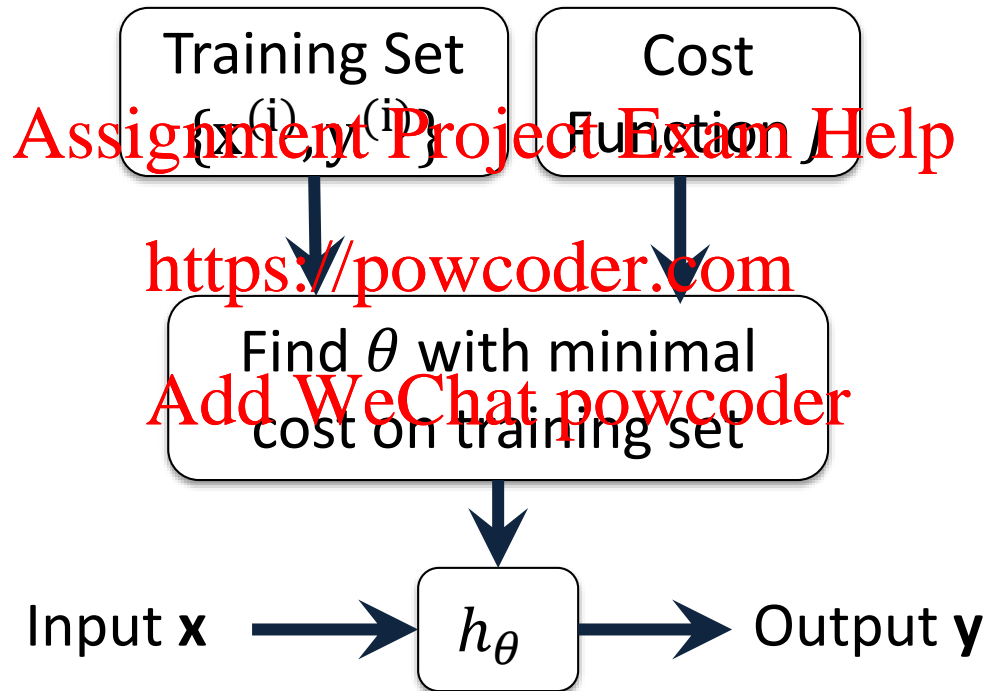 Training Set
{x^(i), y^(i)}
Cost
Function J
Assignment Project Exam Help
https://powcoder.com
Find θ with minimal
cost on training set
Add WeChat powcoder
Input x
h_θ
Output y